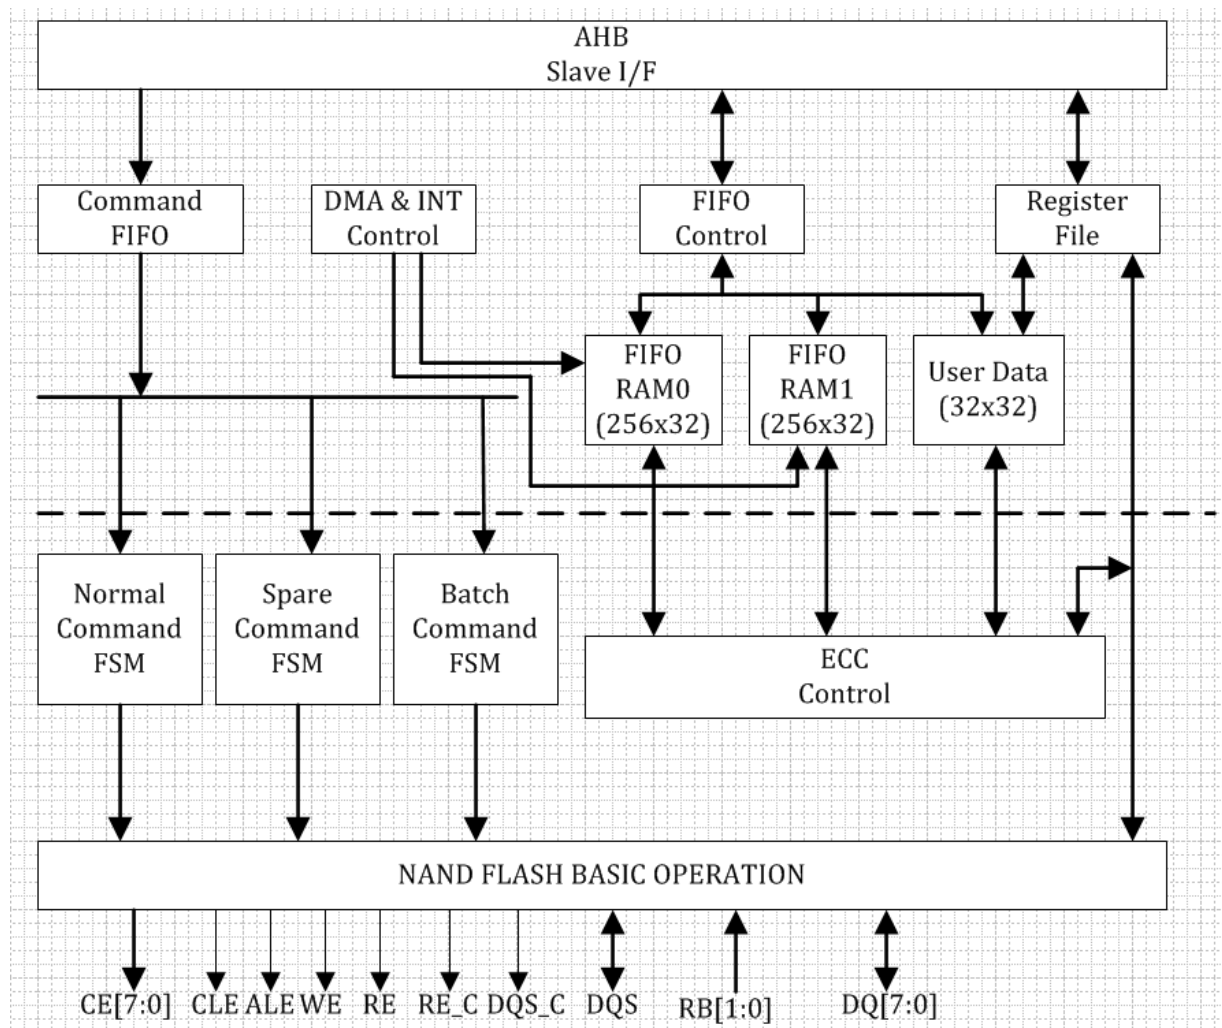 AHB
Slave I/F
Command
FIFO
DMA & INT
Control
FIFO
Control
Register
File
FIFO
RAM0
(256x32)
FIFO
RAM1
(256x32)
User Data
(32x32)
Normal
Command
FSM
Spare
Command
FSM
Batch
Command
FSM
ECC
Control
NAND FLASH BASIC OPERATION
CE[7:0]
CLE
ALE
WE
RE
RE_C
DQS_C
DQS
RB[1:0]
DQ[7:0]